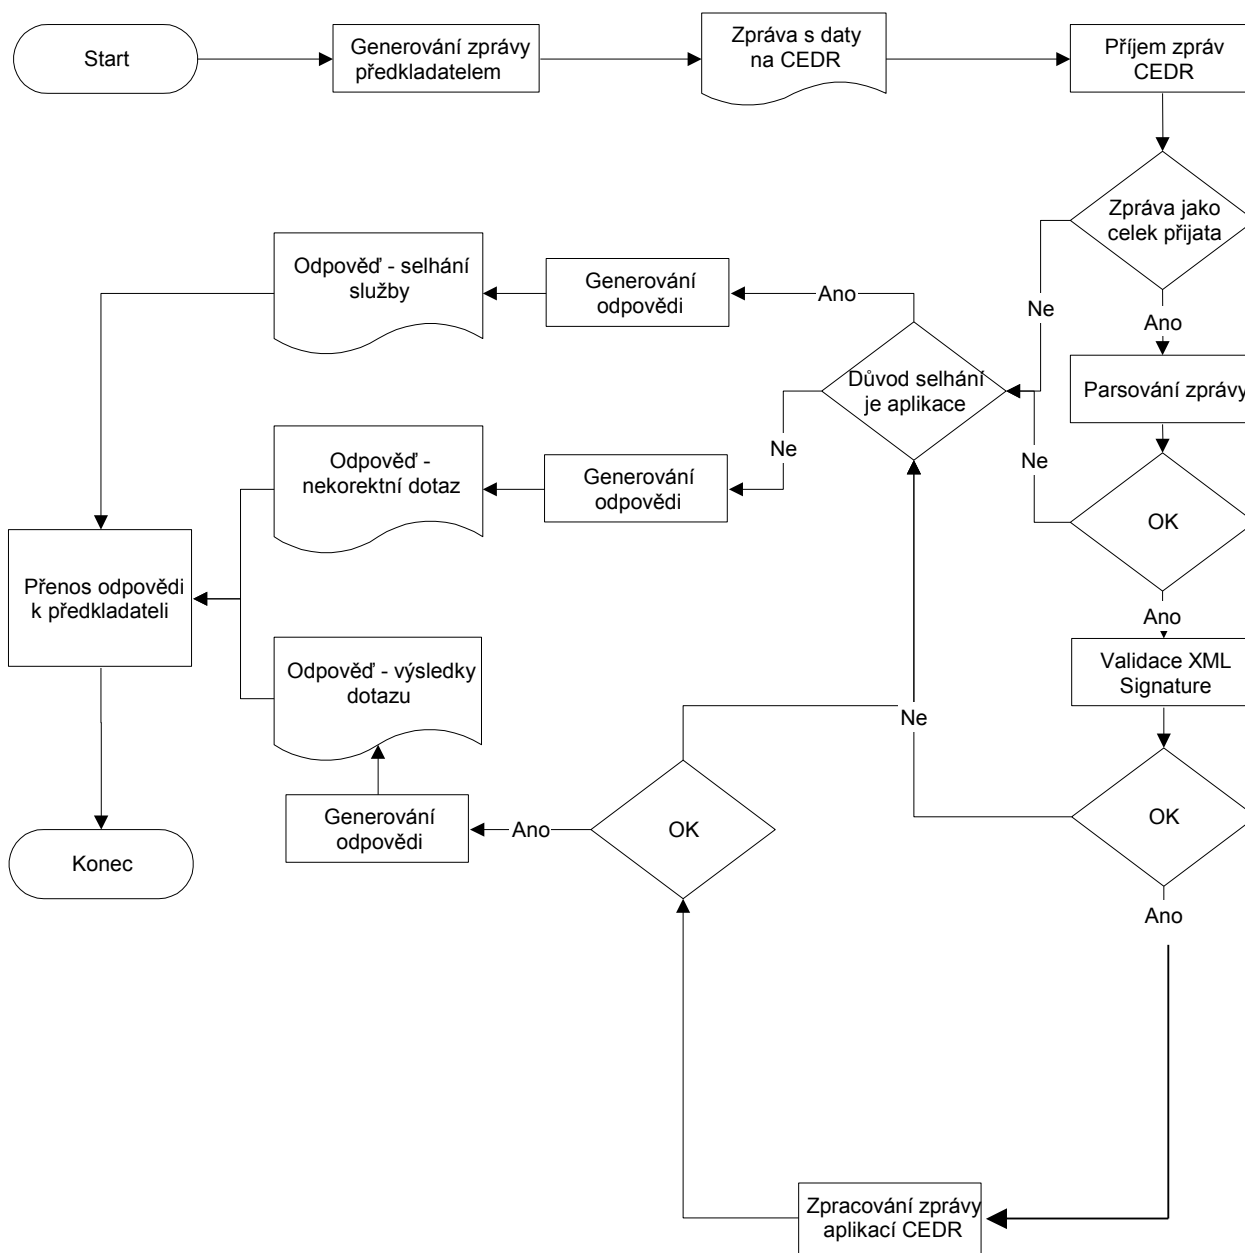 Start
Generování zprávy
předkladatelem
Zpráva s daty
na CEDR
Příjem zpráv
CEDR
Zpráva jako
celek přijata
Ne
Ano
Parsování zprávy
Odpověď - selhání
služby
Generování
odpovědi
Ano
Důvod selhání
je aplikace
Ne
Ne
Odpověď -
nekorektní dotaz
Generování
odpovědi
OK
Ano
Přenos odpovědi
k předkladateli
Validace XML
Signature
Odpověď - výsledky
dotazu
Ne
Generování
odpovědi
Ano
OK
OK
Konec
Ano
Zpracování zprávy
aplikací CEDR